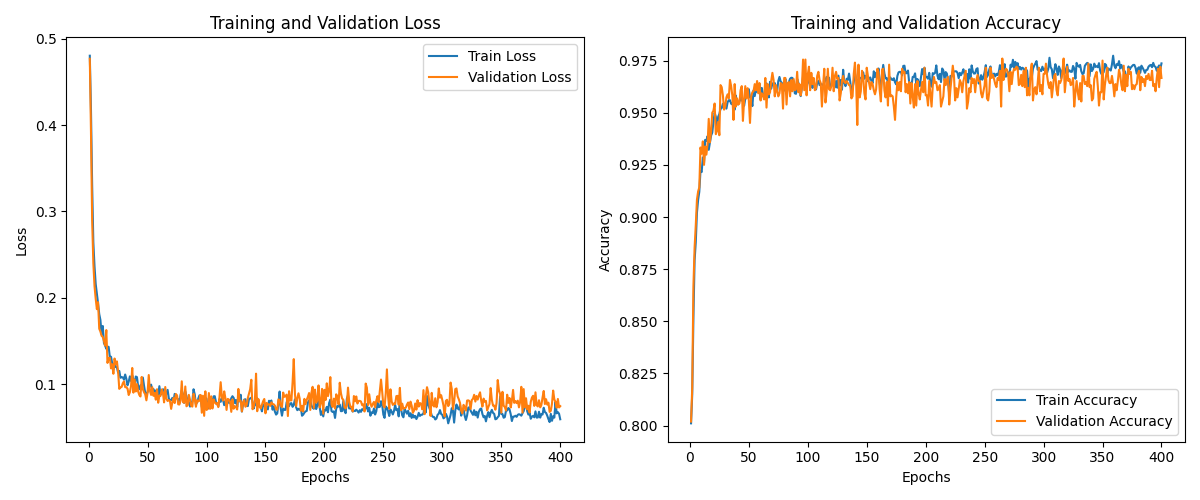 Training and Validation Loss
Train Loss
Validation Loss
Loss
0.5
0.4
0.3
0.2
0.1
0 50 100 150 200 250 300 350 400
Epochs
Training and Validation Accuracy
Accuracy
0.975
0.950
0.925
0.900
0.875
0.850
0.825
0.800
Train Accuracy
Validation Accuracy
0 50 100 150 200 250 300 350 400
Epochs